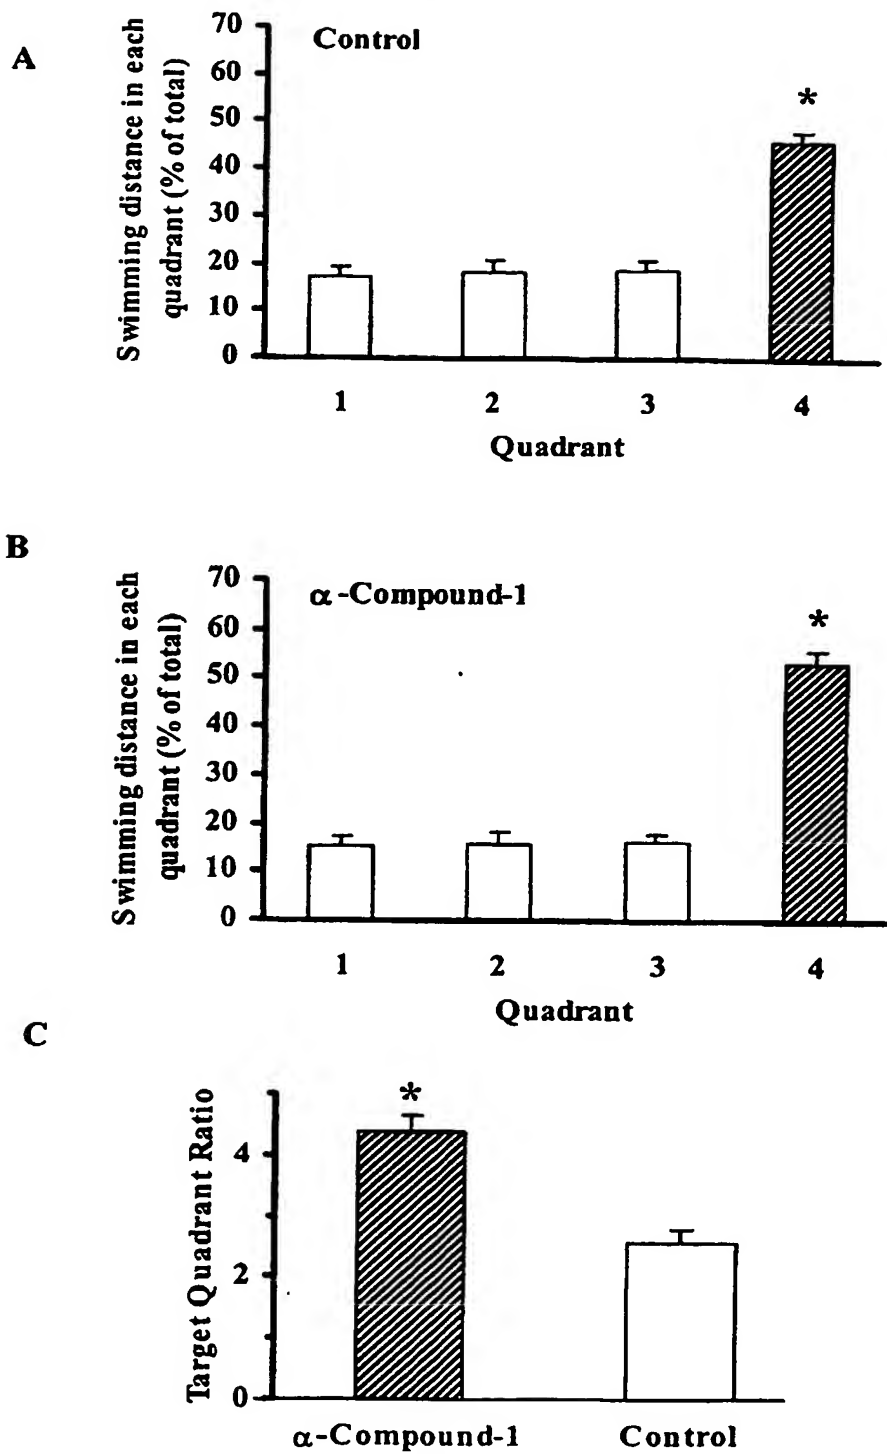 A
Control
Swimming distance in each
quadrant (% of total)
70
60
50
40
30
20
10
0
*
1 2 3 4
Quadrant
B
α-Compound-1
Swimming distance in each
quadrant (% of total)
70
60
50
40
30
20
10
0
*
1 2 3 4
Quadrant
C
Target Quadrant Ratio
4
2
0
*
α-Compound-1 Control